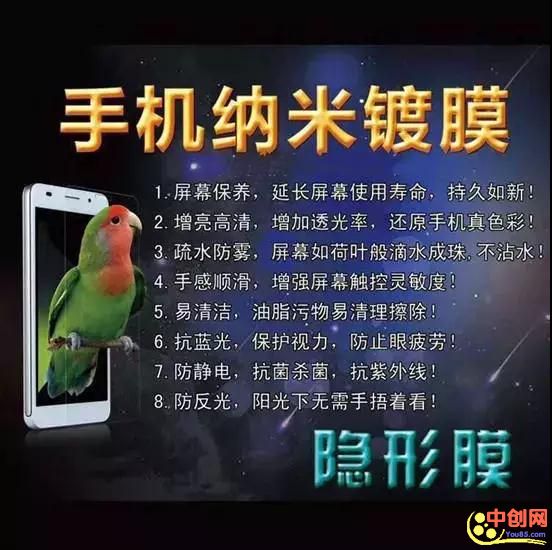 手机纳米镀膜
1. 屏幕保养，延长屏幕使用寿命，持久如新！
2. 增亮高清，增加透光率，还原手机真色彩！
3. 疏水防雾，屏幕如荷叶般滴水成珠,不沾水！
4. 手感顺滑，增强屏幕触控灵敏度！
5. 易清洁，油脂污物易清理擦除！
6. 抗蓝光，保护视力，防止眼疲劳！
7. 防静电，抗菌杀菌，抗紫外线！
8. 防反光，阳光下无需手捂着看！
隐形膜
中创网
You85.com